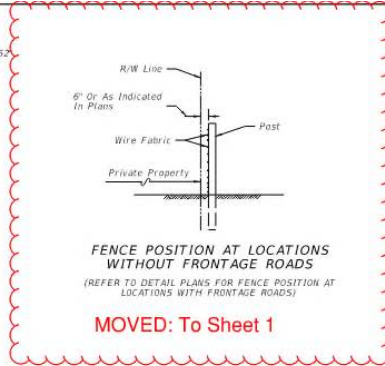 52'
R/W Line
6" Or As Indicated
In Plans
Post
Wire Fabric
Private Property
FENCE POSITION AT LOCATIONS
WITHOUT FRONTAGE ROADS
(REFER TO DETAIL PLANS FOR FENCE POSITION AT
LOCATIONS WITH FRONTAGE ROADS)
MOVED: To Sheet 1